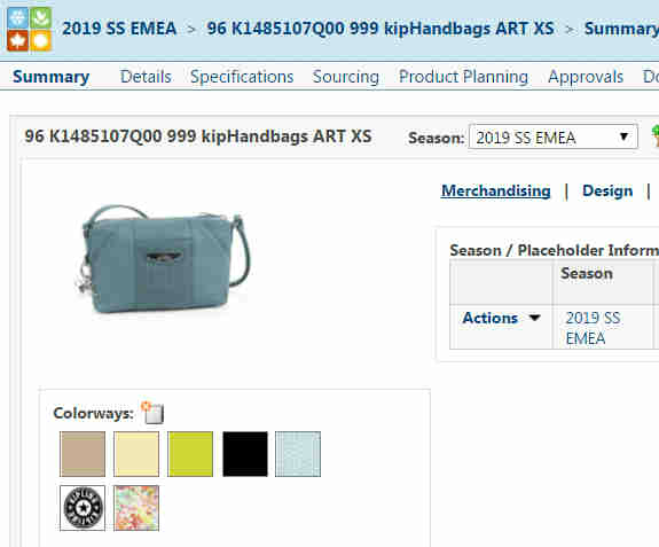 2019 SS EMEA > 96 K1485107Q00 999 kipHandbags ART XS > Summary
Summary Details Specifications Sourcing Product Planning Approvals Do
96 K1485107Q00 999 kipHandbags ART XS Season: 2019 SS EMEA
Merchandising | Design |
Season / Placeholder Inform
Season
Actions 2019 SS
EMEA
Colorways: